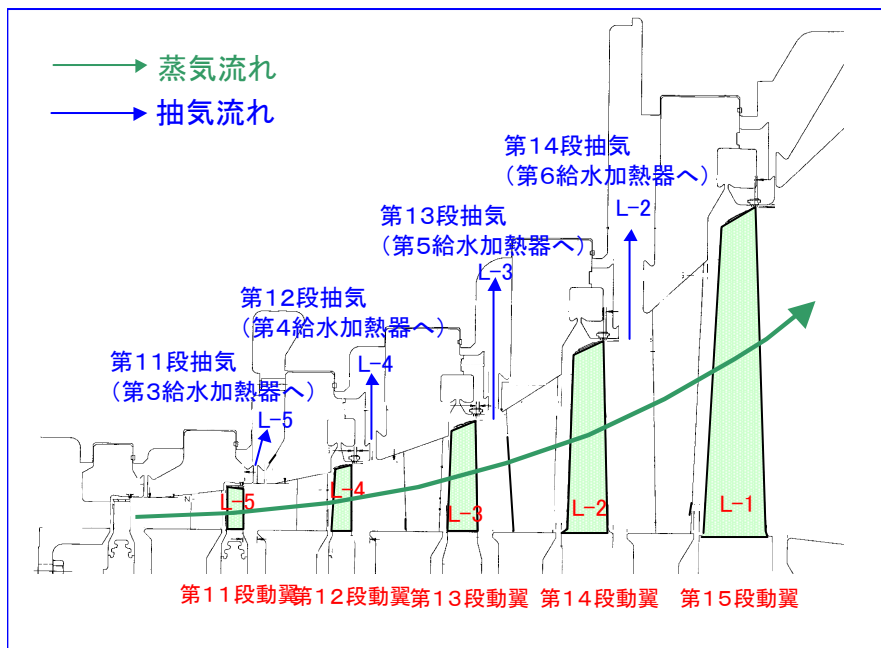 蒸気流れ
抽気流れ
第14段抽気
(第6給水加熱器へ)
L-2
第13段抽気
(第5給水加熱器へ)
L-3
第12段抽気
(第4給水加熱器へ)
L-4
第11段抽気
(第3給水加熱器へ)
L-5
L-5
L-4
L-3
L-2
L-1
第11段動翼
第12段動翼
第13段動翼
第14段動翼
第15段動翼